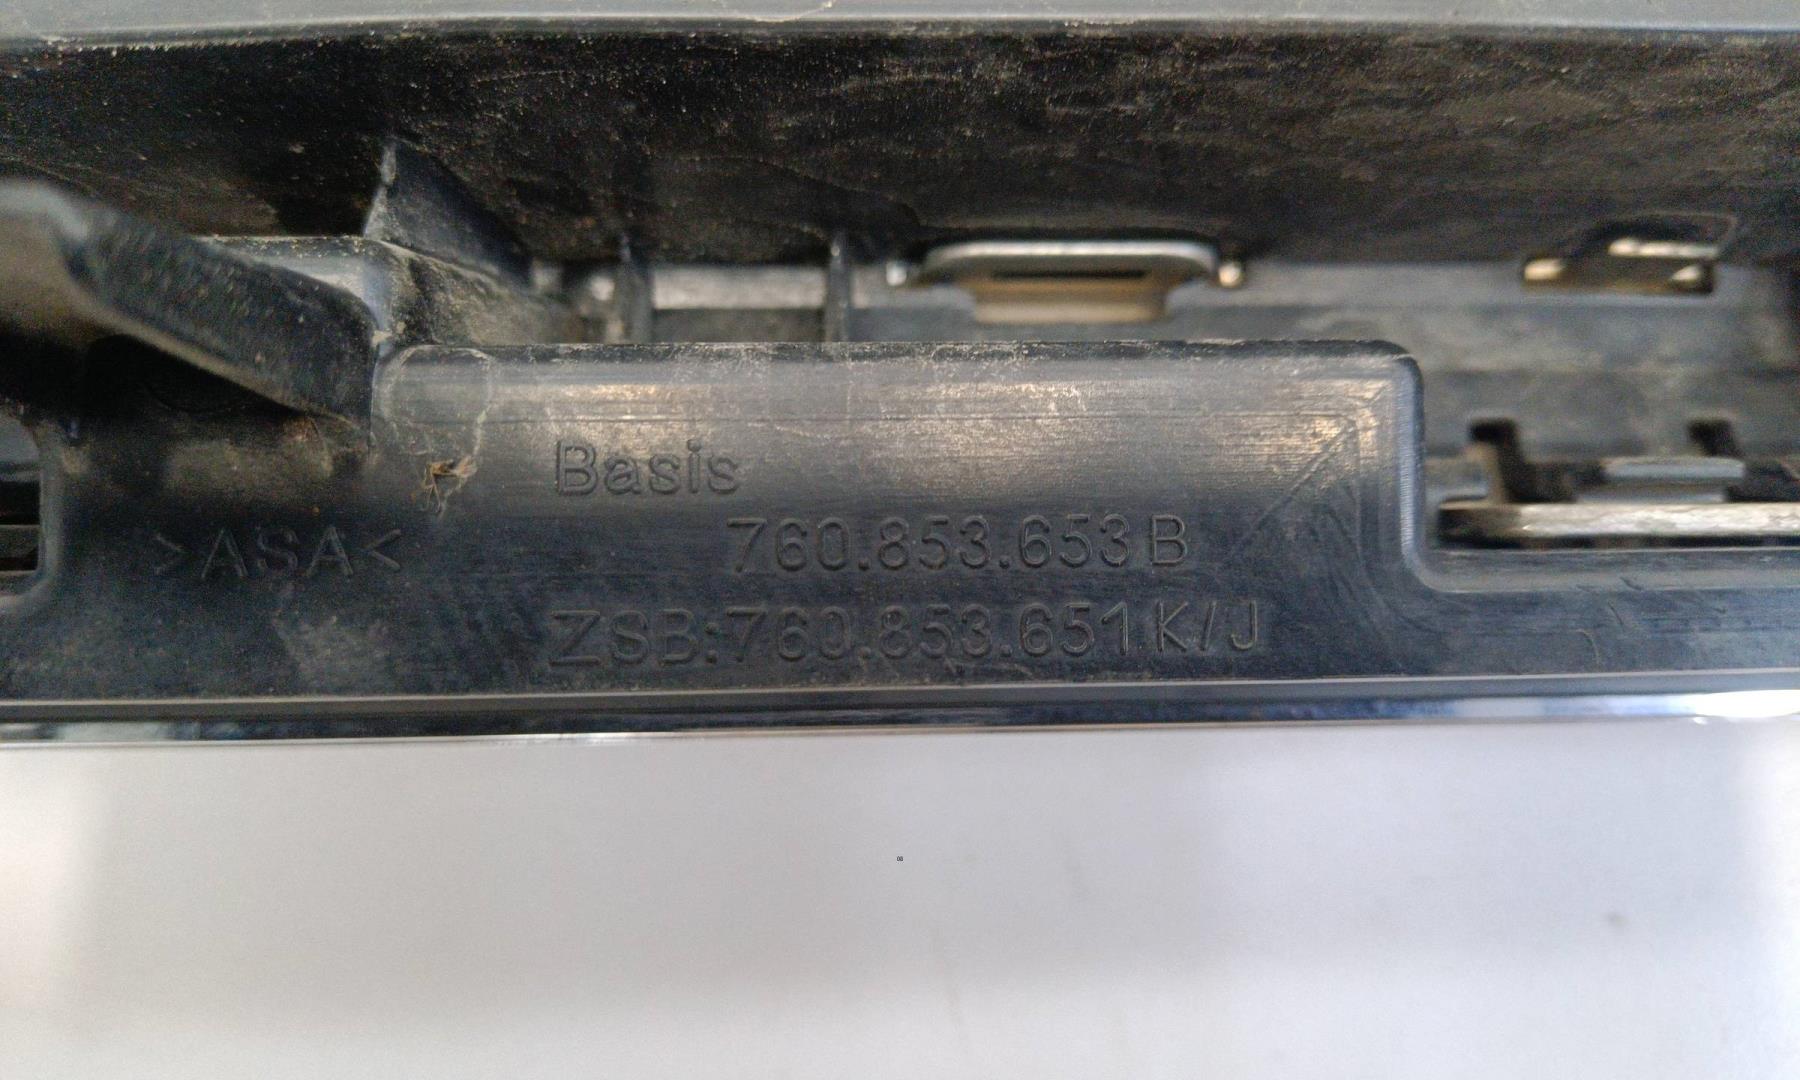 Basis
>ASA<
760.853.653 B
ZSB:760.853.651 K/J